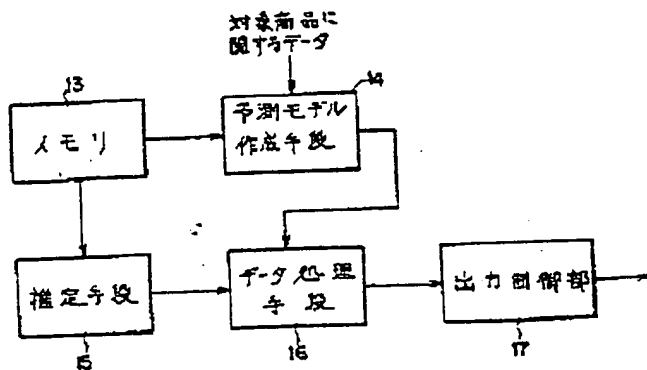 対象商品に
関するデータ
13
メモリ
14
予測モデル
作成手段
推定手段
15
データ処理
手段
16
出力制御部
17